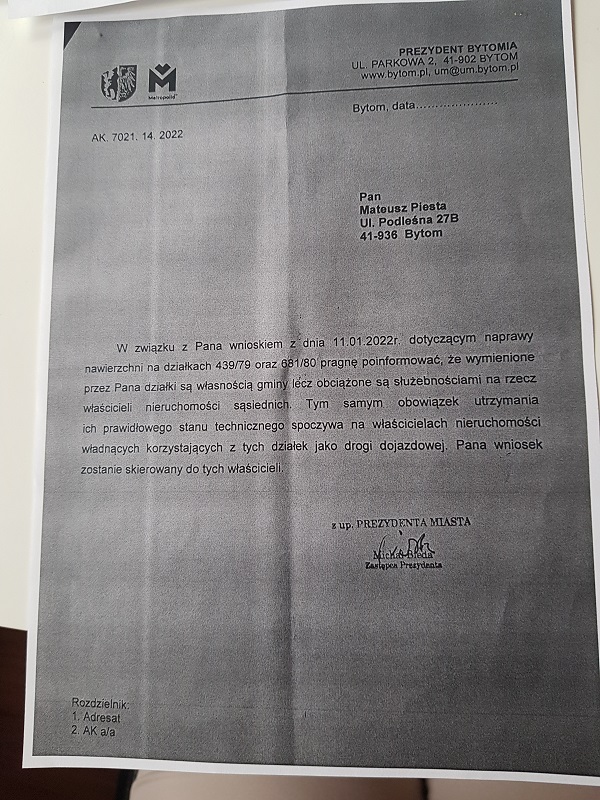 PREZYDENT BYTOMIA
UL. PARKOWA 2, 41-902 BYTOM
www.bytom.pl, um@um.bytom.pl
Metropolia
Bytom, data.....................
AK. 7021. 14. 2022
Pan
Mateusz Piesta
Ul. Podleśna 27B
41-936 Bytom
W związku z Pana wnioskiem z dnia 11.01.2022r. dotyczącym naprawy
nawierzchni na działkach 439/79 oraz 681/80 pragnę poinformować, że wymienione
przez Pana działki są własnością gminy lecz obciążone są służebnościami na rzecz
właścicieli nieruchomości sąsiednich. Tym samym obowiązek utrzymania
ich prawidłowego stanu technicznego spoczywa na właścicielach nieruchomości
władnących korzystających z tych działek jako drogi dojazdowej. Pana wniosek
zostanie skierowany do tych właścicieli.
z up. PREZYDENTA MIASTA
Michał Bieda
Zastępca Prezydenta
Rozdzielnik:
1. Adresat
2. AK a/a